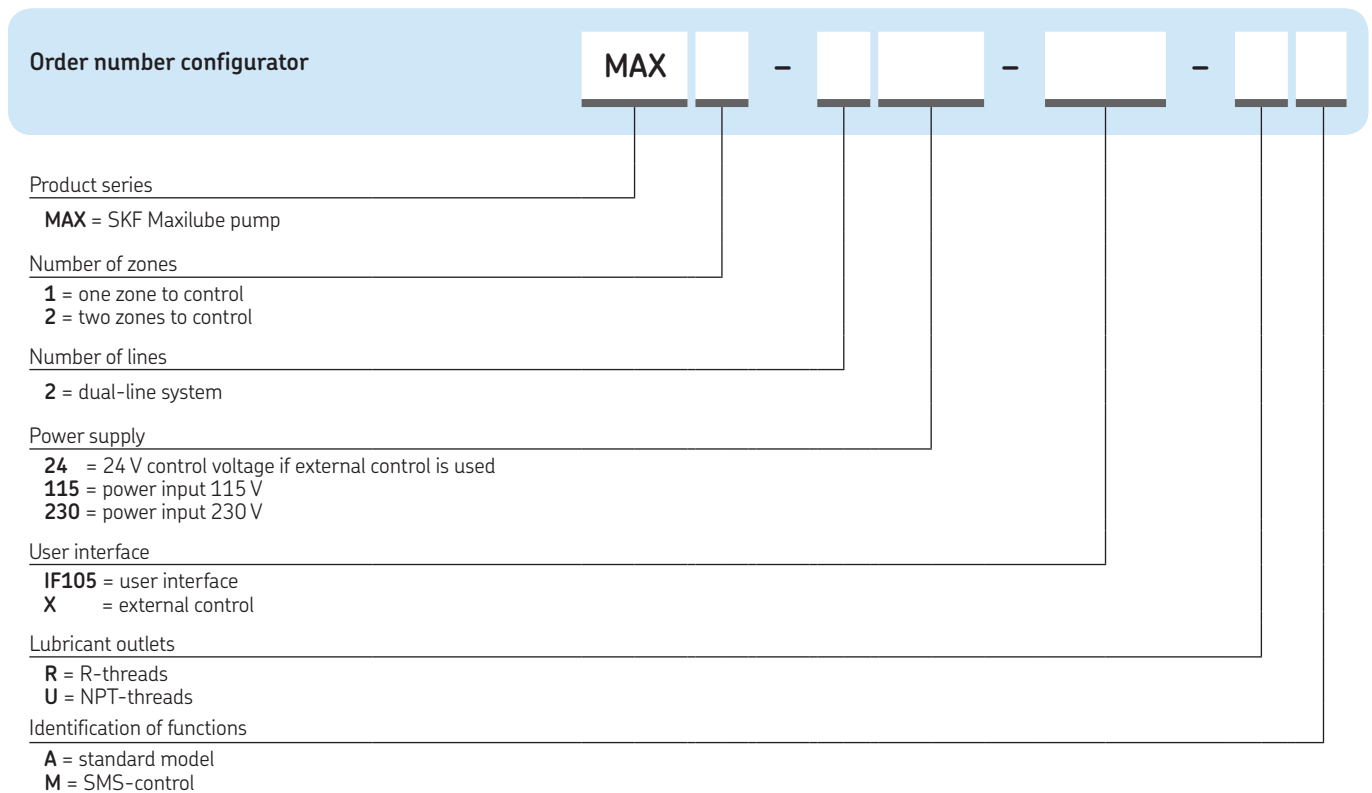 Order number configurator MAX – – –
Product series
MAX = SKF Maxilube pump
Number of zones
1 = one zone to control
2 = two zones to control
Number of lines
2 = dual-line system
Power supply
24 = 24 V control voltage if external control is used
115 = power input 115 V
230 = power input 230 V
User interface
IF105 = user interface
X = external control
Lubricant outlets
R = R-threads
U = NPT-threads
Identification of functions
A = standard model
M = SMS-control